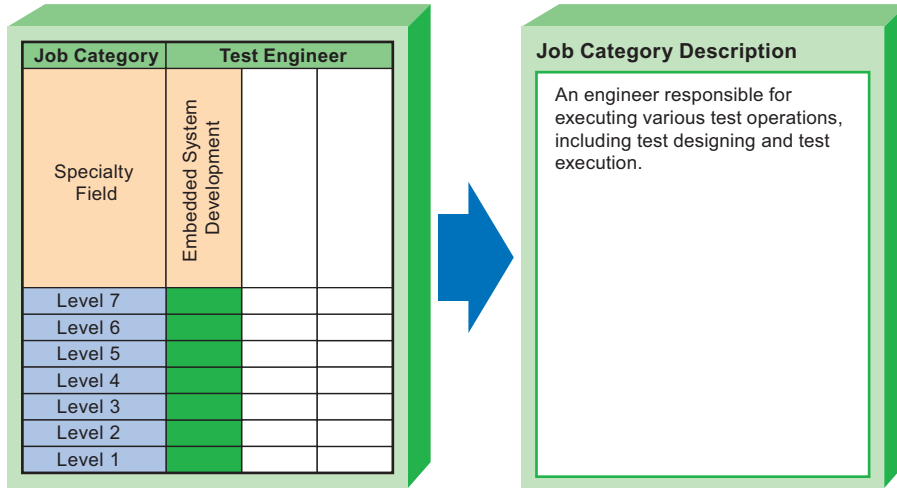 Job Category Test Engineer
Specialty
Field
Embedded System
Development
Level 7
Level 6
Level 5
Level 4
Level 3
Level 2
Level 1
Job Category Description
An engineer responsible for
executing various test operations,
including test designing and test
execution.